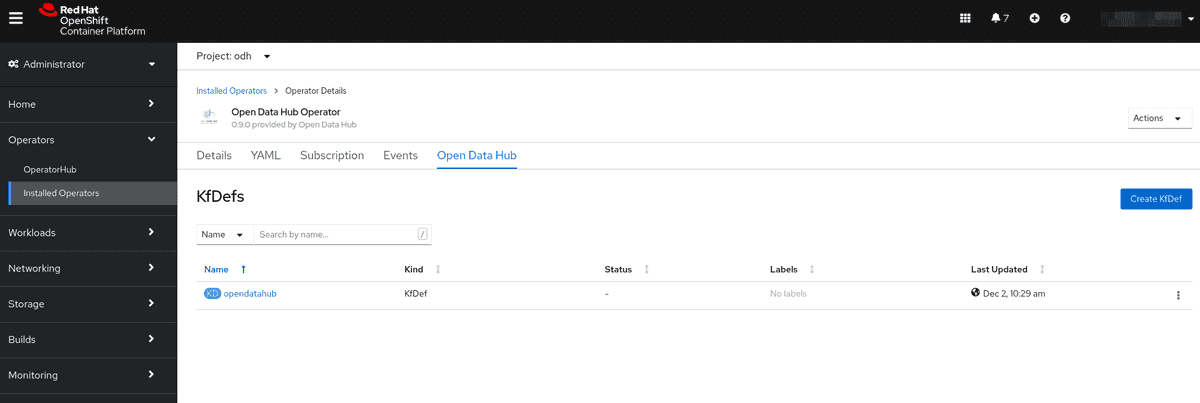 Red Hat
OpenShift
Container Platform
7
Administrator
Home
Operators
OperatorHub
Installed Operators
Workloads
Networking
Storage
Builds
Monitoring
Project: odh
Installed Operators > Operator Details
Open Data Hub Operator
0.9.0 provided by Open Data Hub
Actions
Details YAML Subscription Events Open Data Hub
KfDefs
Create KfDef
Name Search by name... /
Name Kind Status Labels Last Updated
KD opendatahub KfDef - No labels Dec 2, 10:29 am